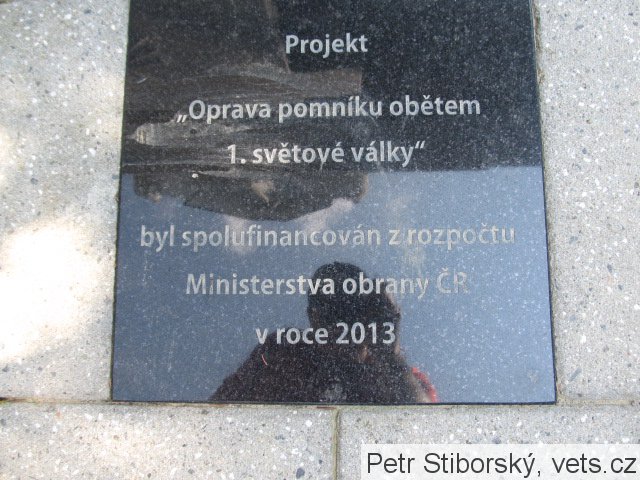 Projekt
„Oprava pomníku obětem
1. světové války“
byl spolufinancován z rozpočtu
Ministerstva obrany ČR
v roce 2013
Petr Stiborský, vets.cz